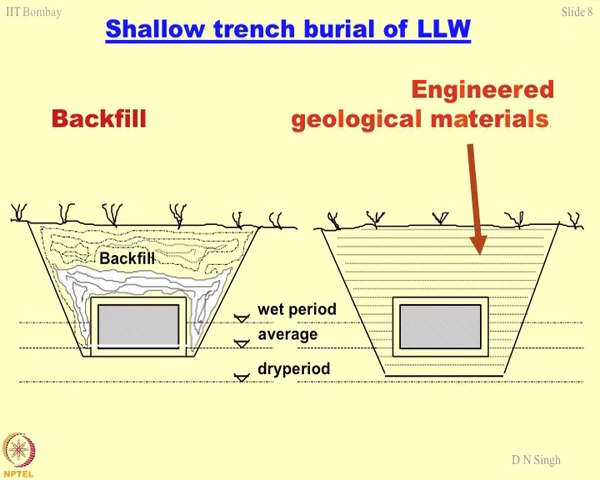 IIT Bombay
Slide 8
Shallow trench burial of LLW
Engineered
Backfill
geological materials.
Backfill
wet period
average
dryperiod
D N Singh
NPTEL